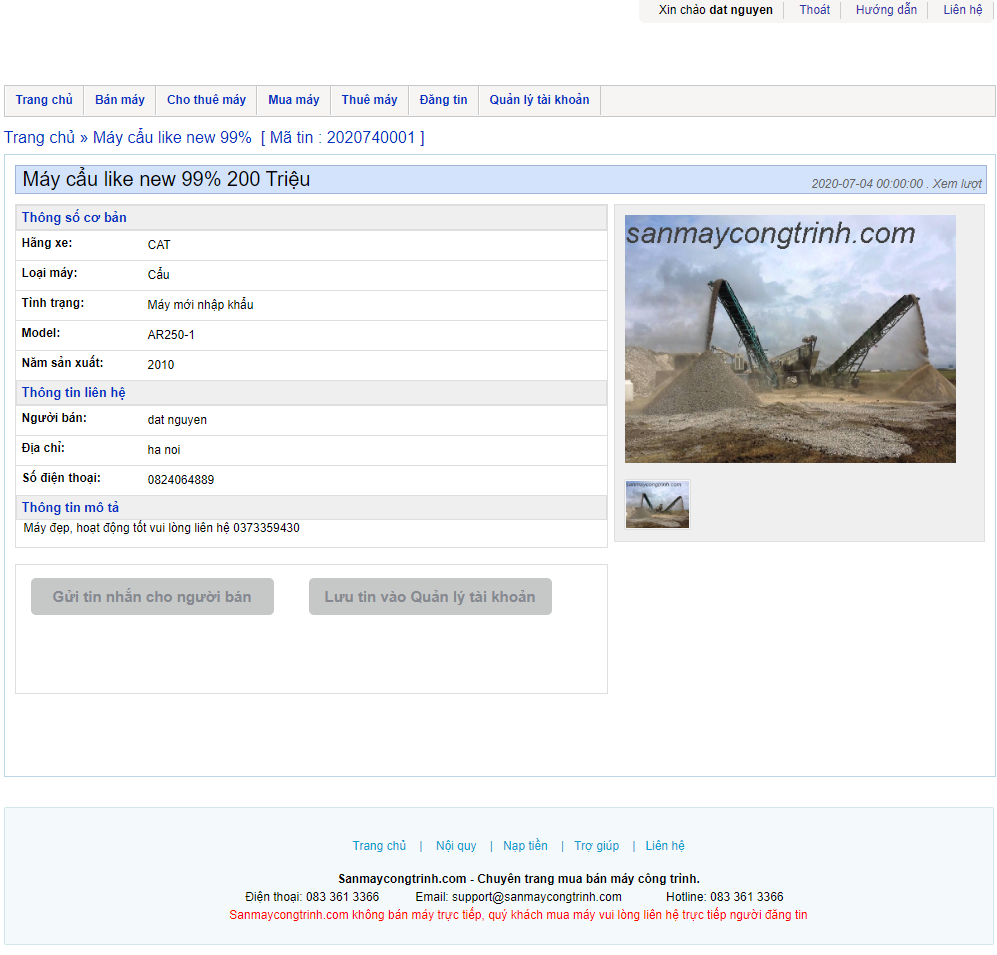 Xin chào dat nguyen Thoát Hướng dẫn Liên hệ
Trang chủ Bán máy Cho thuê máy Mua máy Thuê máy Đăng tin Quản lý tài khoản
Trang chủ » Máy cẩu like new 99% [ Mã tin : 2020740001 ]
Máy cẩu like new 99% 200 Triệu
2020-07-04 00:00:00 . Xem lượt
Thông số cơ bản
Hãng xe: CAT
Loại máy: Cẩu
Tình trạng: Máy mới nhập khẩu
Model: AR250-1
Năm sản xuất: 2010
Thông tin liên hệ
Người bán: dat nguyen
Địa chỉ: ha noi
Số điện thoại: 0824064889
Thông tin mô tả
Máy đẹp, hoạt động tốt vui lòng liên hệ 0373359430
sanmaycongtrinh.com
sanmaycongtrinh.com
Gửi tin nhắn cho người bán Lưu tin vào Quản lý tài khoản
Trang chủ | Nội quy | Nạp tiền | Trợ giúp | Liên hệ
Sanmaycongtrinh.com - Chuyên trang mua bán máy công trình.
Điện thoại: 083 361 3366 Email: support@sanmaycongtrinh.com Hotline: 083 361 3366
Sanmaycongtrinh.com không bán máy trực tiếp, quý khách mua máy vui lòng liên hệ trực tiếp người đăng tin